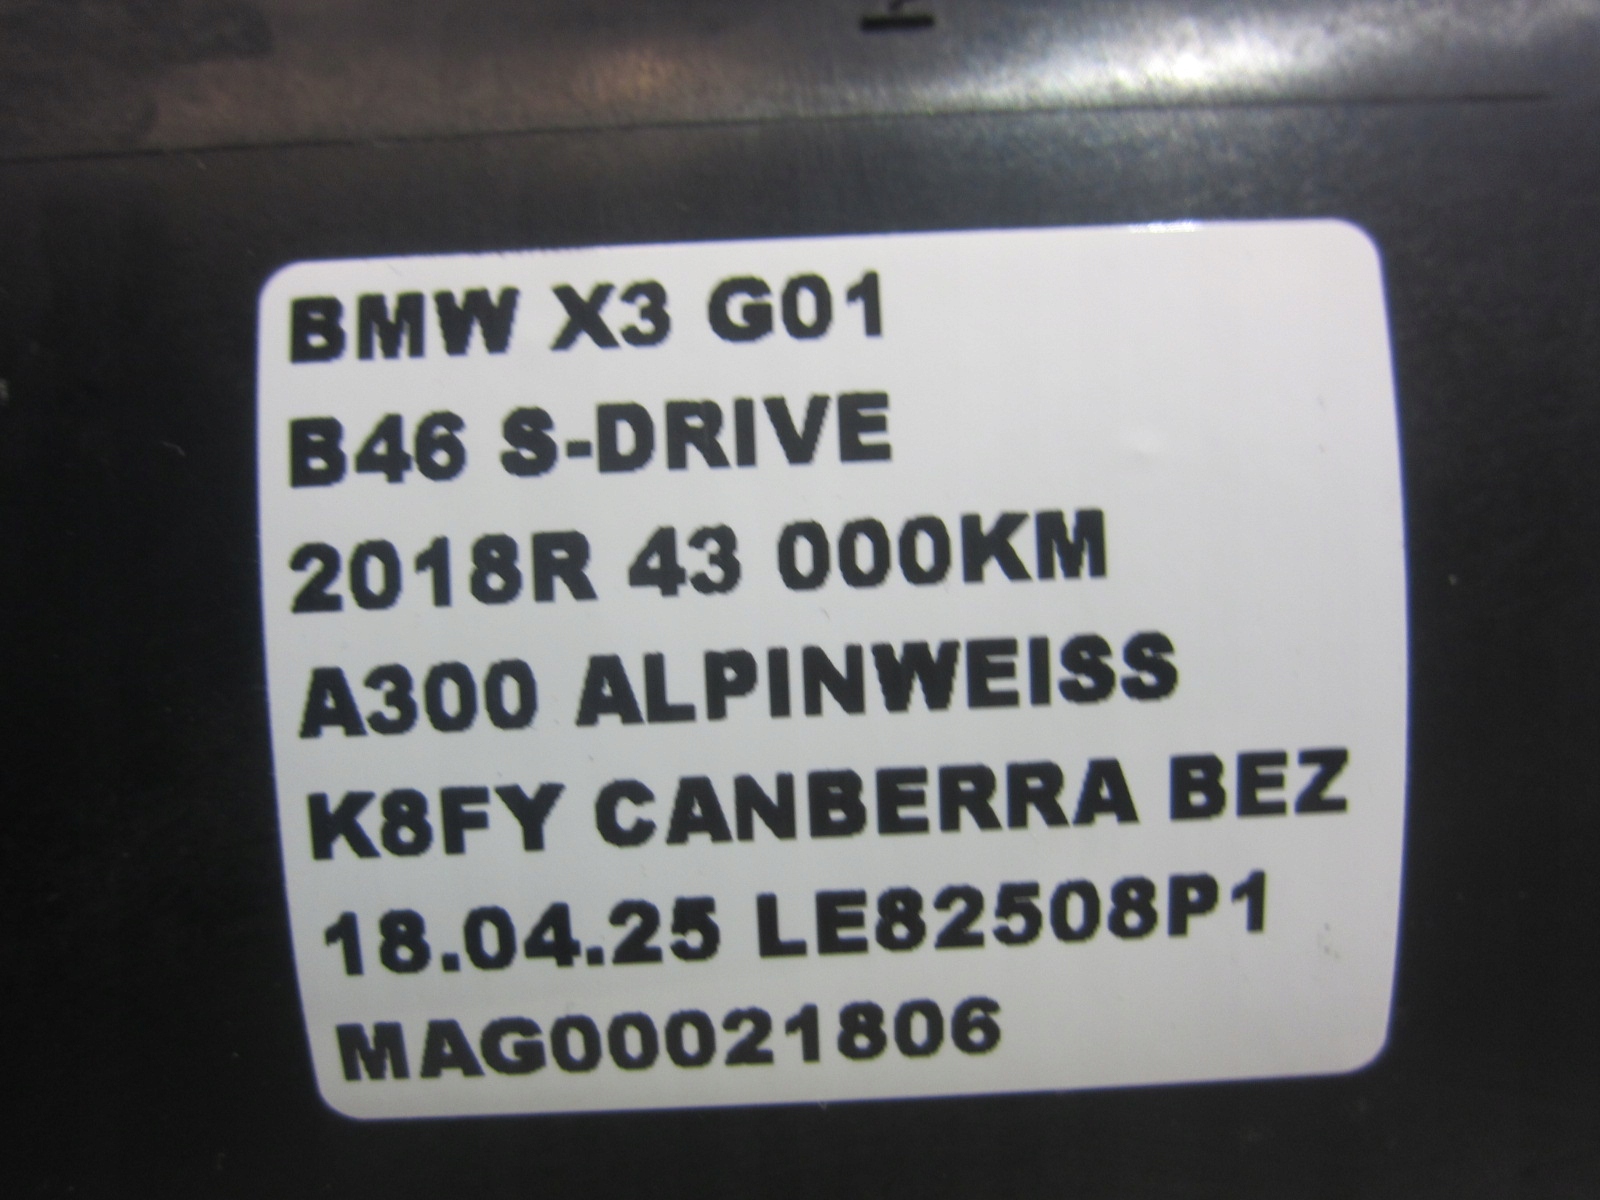 BMW X3 G01
B46 S-DRIVE
2018R 43 000KM
A300 ALPINWEISS
K8FY CANBERRA BEZ
18.04.25 LE82508P1
MAG00021806